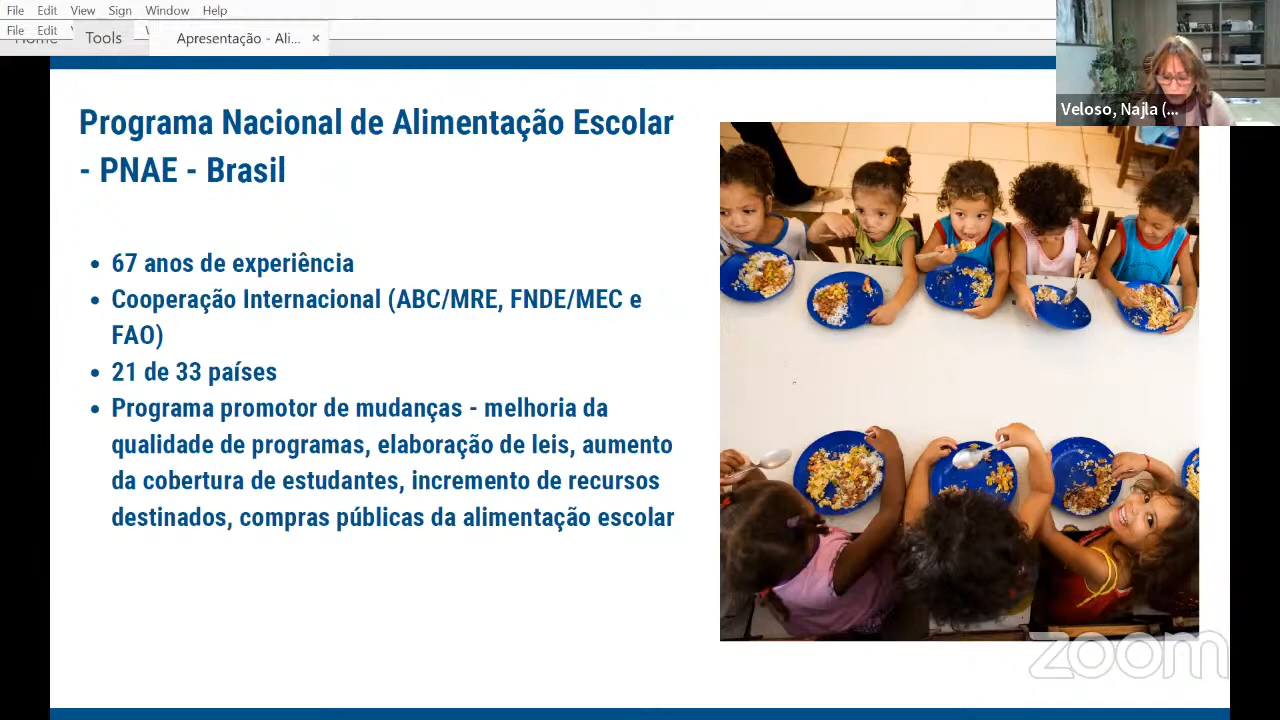 File Edit View Sign Window Help
File Edit
Home Tools Apresentação - Ali... ×
Veloso, Najla (...
Programa Nacional de Alimentação Escolar
- PNAE - Brasil
• 67 anos de experiência
• Cooperação Internacional (ABC/MRE, FNDE/MEC e
FAO)
• 21 de 33 países
• Programa promotor de mudanças - melhoria da
qualidade de programas, elaboração de leis, aumento
da cobertura de estudantes, incremento de recursos
destinados, compras públicas da alimentação escolar
zoom